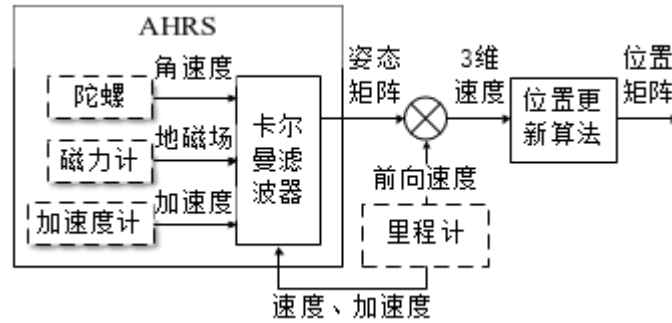 AHRS
角速度
陀螺
地磁场
磁力计
加速度
加速度计
卡尔
曼滤
波器
姿态
矩阵
3维
速度
位置更
新算法
位置
矩阵
前向速度
里程计
速度、加速度